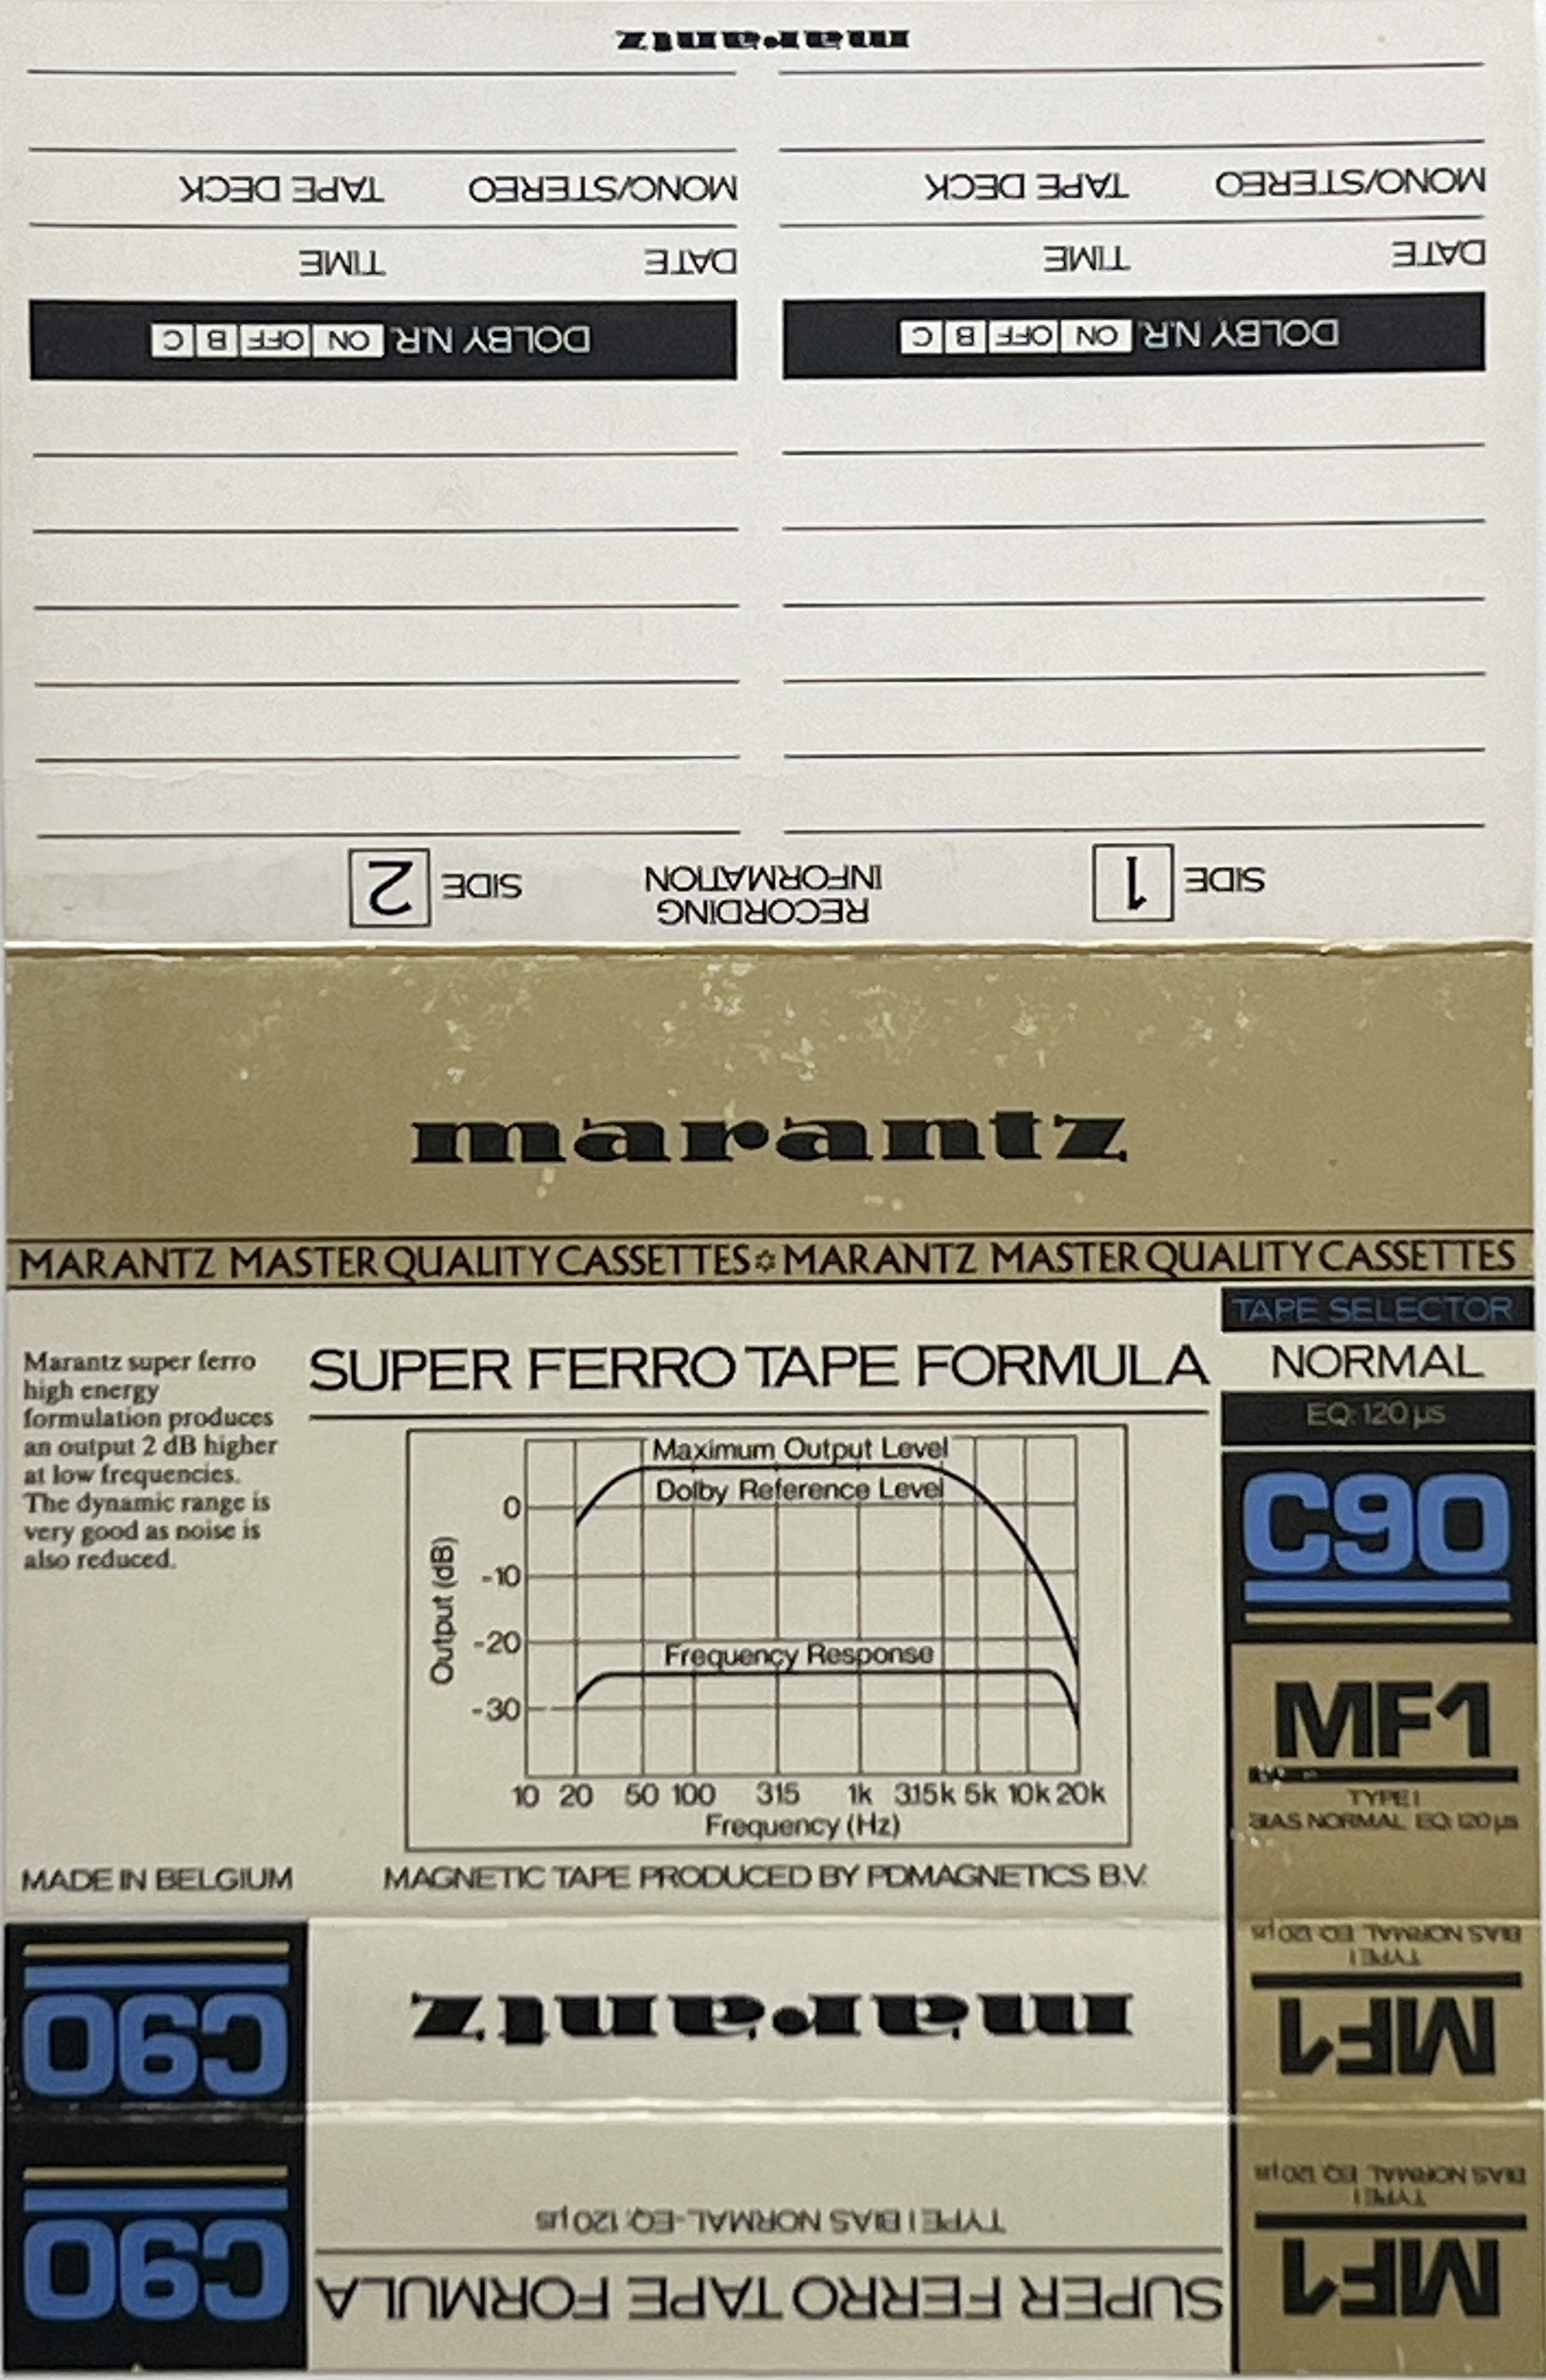 marantz
MONO/STEREO TAPE DECK
MONO/STEREO TAPE DECK
DATE TIME
DATE TIME
DOLBY N.R. ON OFF B C
DOLBY N.R. ON OFF B C
SIDE 1
RECORDING
INFORMATION
SIDE 2
marantz
MARANTZ MASTER QUALITY CASSETTES✡MARANTZ MASTER QUALITY CASSETTES
Marantz super ferro
high energy
formulation produces
an output 2 dB higher
at low frequencies.
The dynamic range is
very good as noise is
also reduced.
SUPER FERRO TAPE FORMULA
Maximum Output Level
Dolby Reference Level
Frequency Response
Output (dB)
0
-10
-20
-30
10 20 50 100 315 1k 3.15k 5k 10k 20k
Frequency (Hz)
MADE IN BELGIUM
MAGNETIC TAPE PRODUCED BY PDMAGNETICS B.V.
TAPE SELECTOR
NORMAL
EQ: 120 µs
C90
MF1
TYPE I
BIAS NORMAL EQ: 120 µs
MF1
TYPE I
BIAS NORMAL EQ: 120 µs
marantz
C90
MF1
TYPE I
BIAS NORMAL EQ: 120 µs
SUPER FERRO TAPE FORMULA
TYPE I BIAS NORMAL-EQ: 120 µs
C90